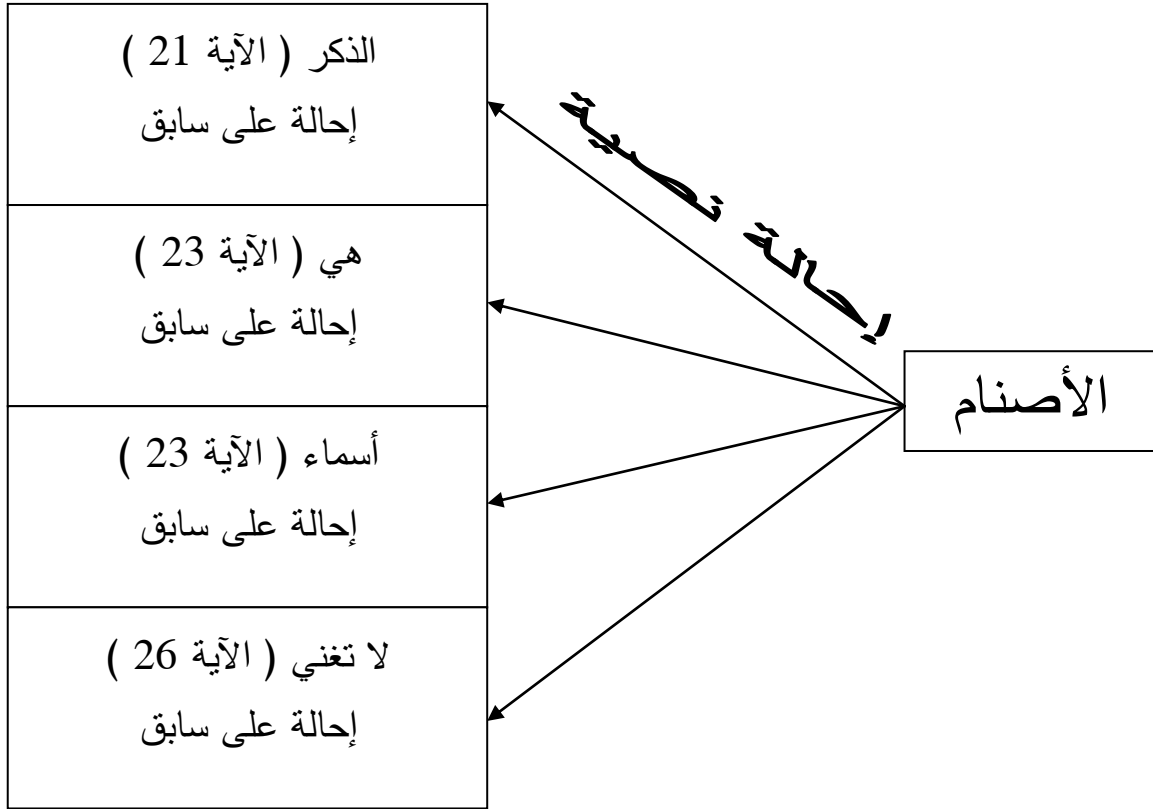 الأصنام
إحالة نصية
الذكر ( الآية 21 )
إحالة على سابق
هي ( الآية 23 )
إحالة على سابق
أسماء ( الآية 23 )
إحالة على سابق
لا تغني ( الآية 26 )
إحالة على سابق